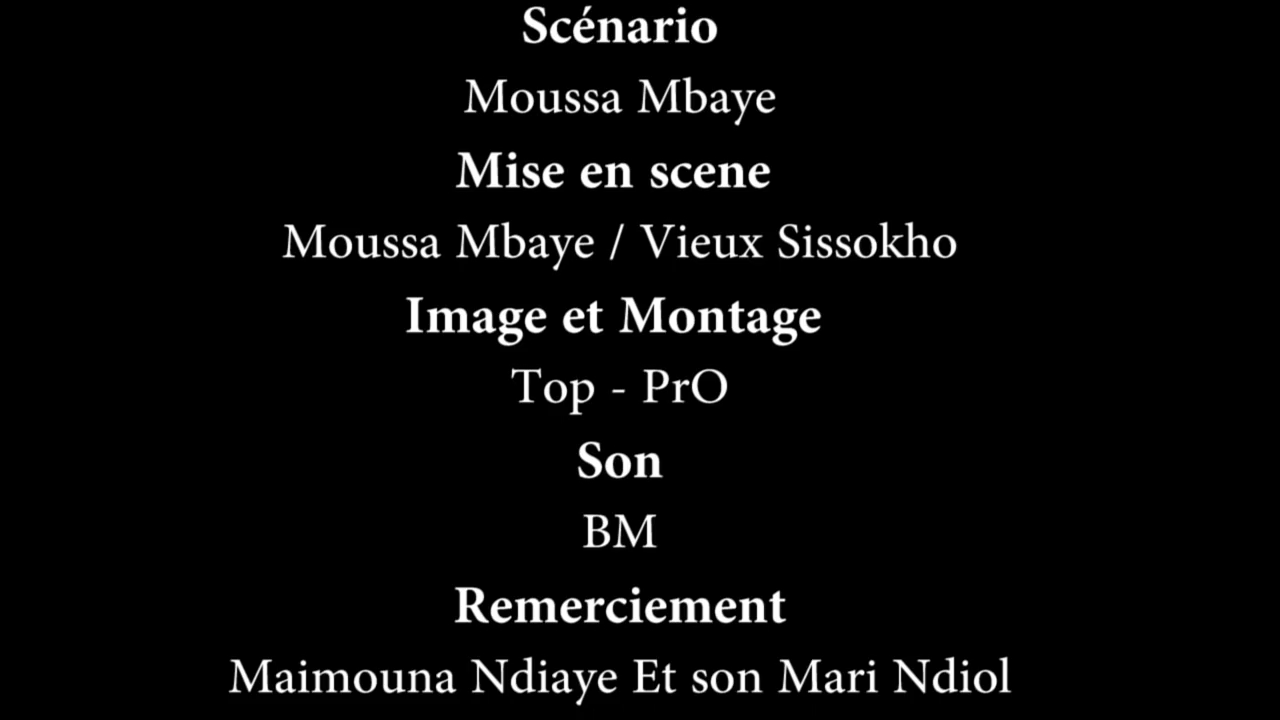 Scénario
Moussa Mbaye
Mise en scene
Moussa Mbaye / Vieux Sissokho
Image et Montage
Top - PrO
Son
BM
Remerciement
Maimouna Ndiaye Et son Mari Ndiol